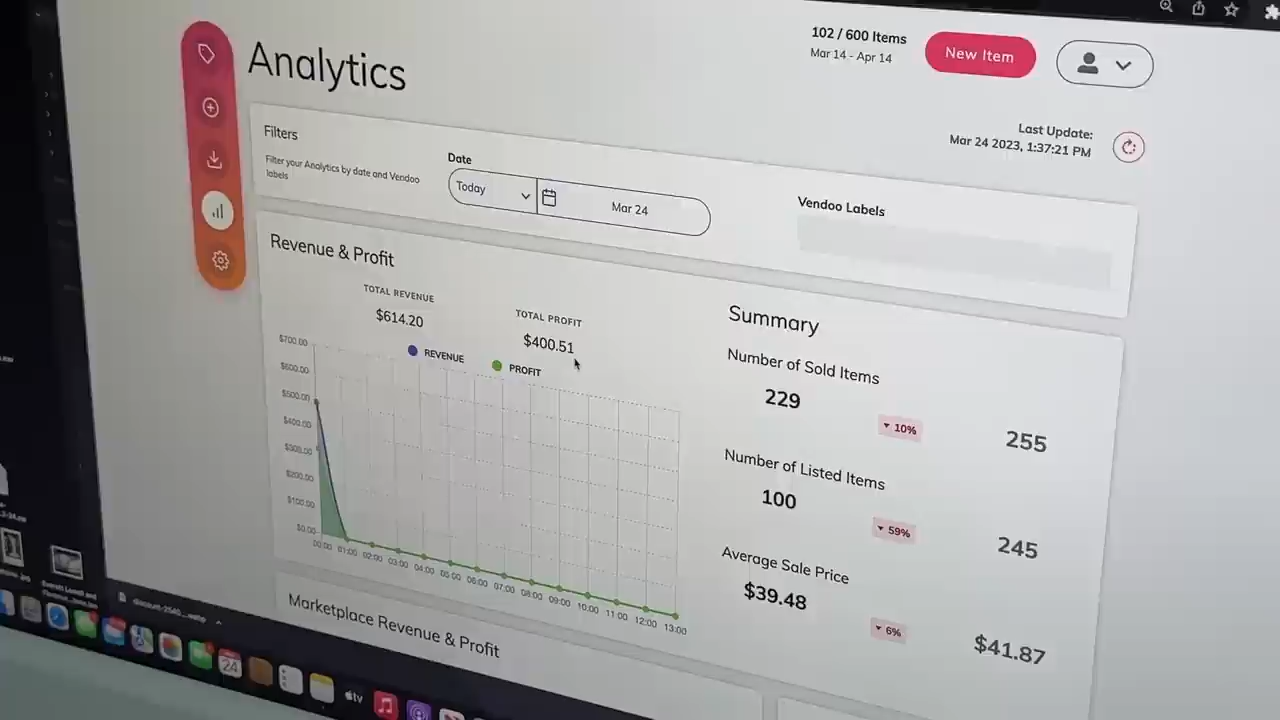 Analytics
102 / 600 Items
Mar 14 - Apr 14
New Item
Last Update:
Mar 24 2023, 1:37:21 PM
Filters
Filter your Analytics by date and Vendoo
labels
Date
Today
Mar 24
Vendoo Labels
Revenue & Profit
TOTAL REVENUE
$614.20
TOTAL PROFIT
$400.51
REVENUE
PROFIT
$700.00
$600.00
$500.00
$400.00
$300.00
$200.00
$100.00
$0.00
00:00 01:00 02:00 03:00 04:00 05:00 06:00 07:00 08:00 09:00 10:00 11:00 12:00 13:00
Summary
Number of Sold Items
229
10%
255
Number of Listed Items
100
59%
245
Average Sale Price
$39.48
6%
$41.87
Marketplace Revenue & Profit
24
tv